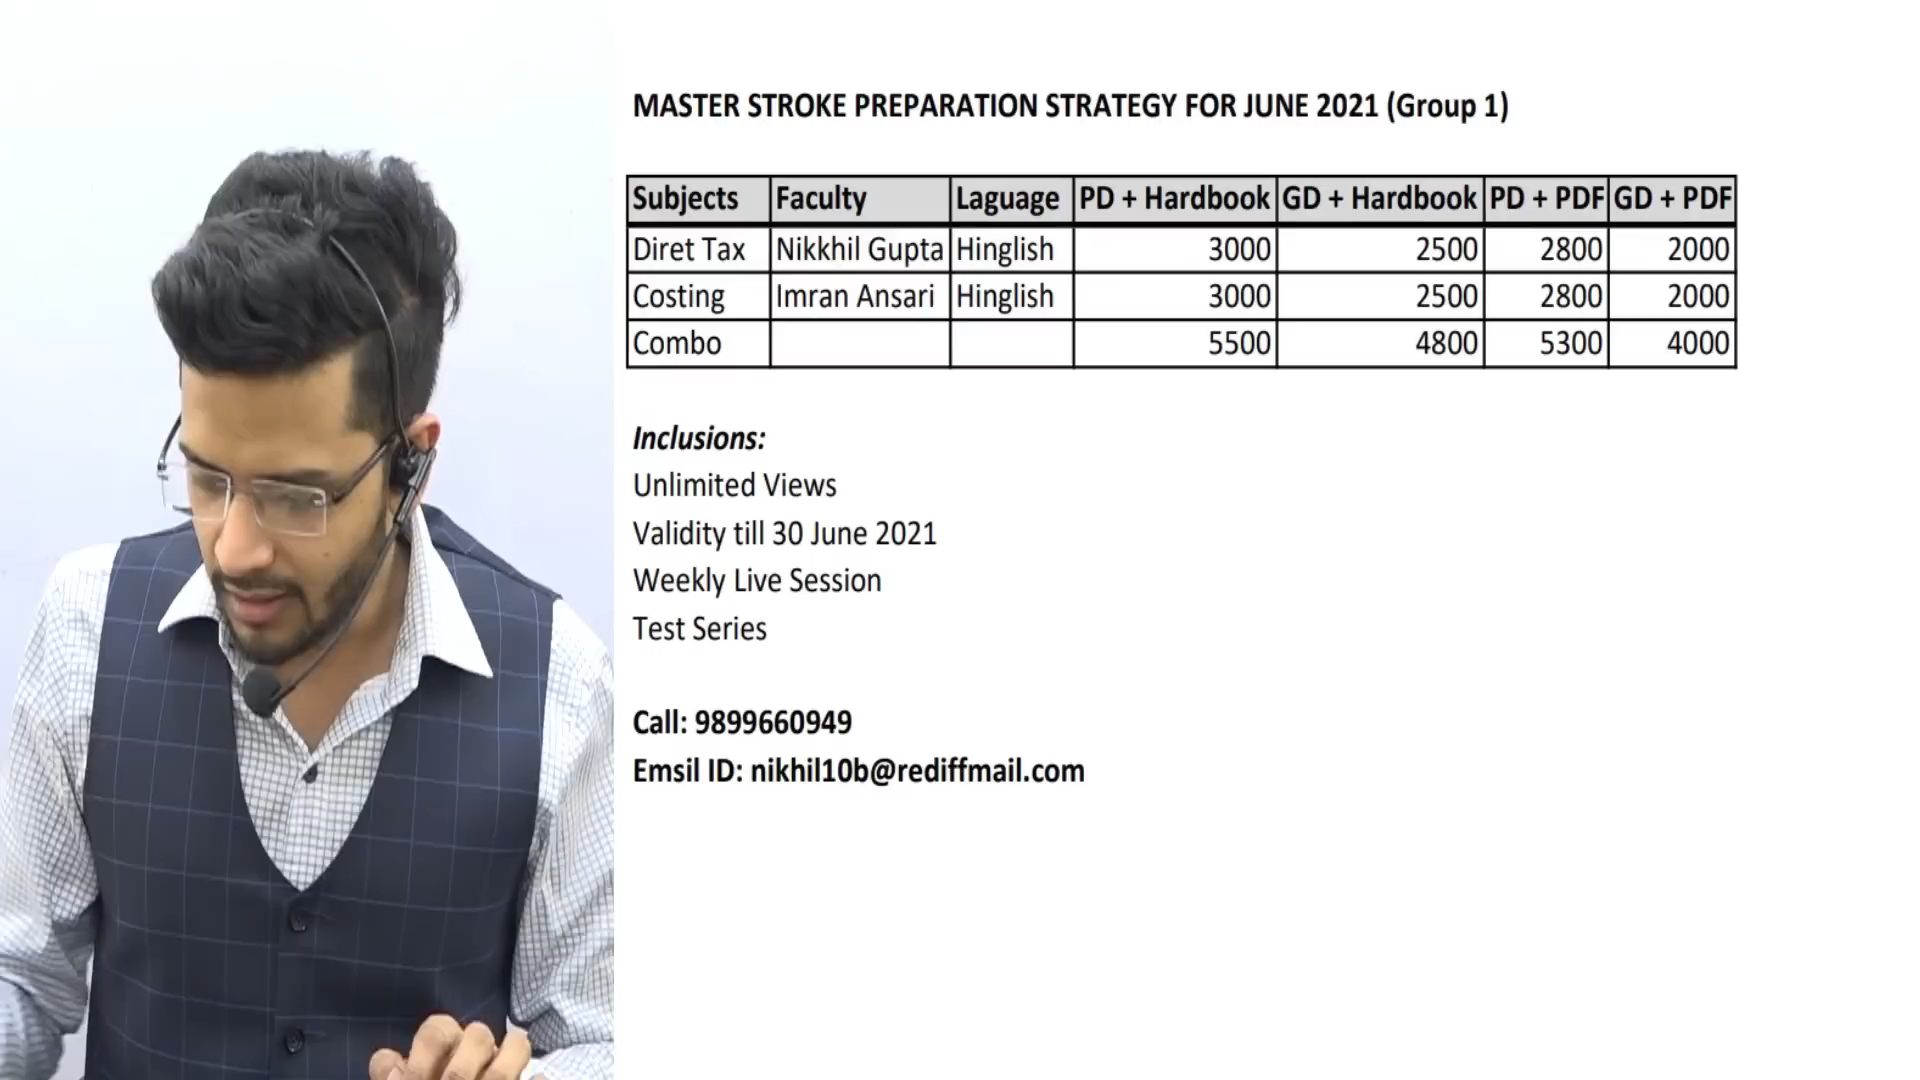 MASTER STROKE PREPARATION STRATEGY FOR JUNE 2021 (Group 1)
Subjects Faculty Laguage PD + Hardbook GD + Hardbook PD + PDF GD + PDF
Diret Tax Nikkhil Gupta Hinglish 3000 2500 2800 2000
Costing Imran Ansari Hinglish 3000 2500 2800 2000
Combo 5500 4800 5300 4000
Inclusions:
Unlimited Views
Validity till 30 June 2021
Weekly Live Session
Test Series
Call: 9899660949
Emsil ID: nikhil10b@rediffmail.com